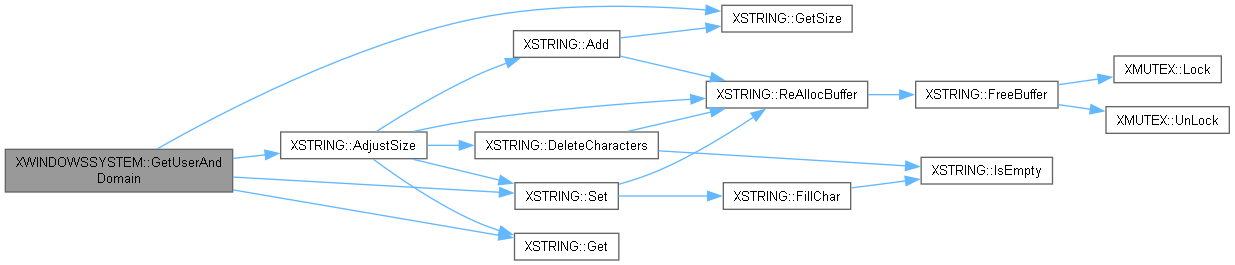 XWINDOWSSYSTEM::GetUserAnd
Domain
XSTRING::AdjustSize
XSTRING::Add
XSTRING::DeleteCharacters
XSTRING::Set
XSTRING::Get
XSTRING::GetSize
XSTRING::ReAllocBuffer
XSTRING::FillChar
XSTRING::FreeBuffer
XSTRING::IsEmpty
XMUTEX::Lock
XMUTEX::UnLock